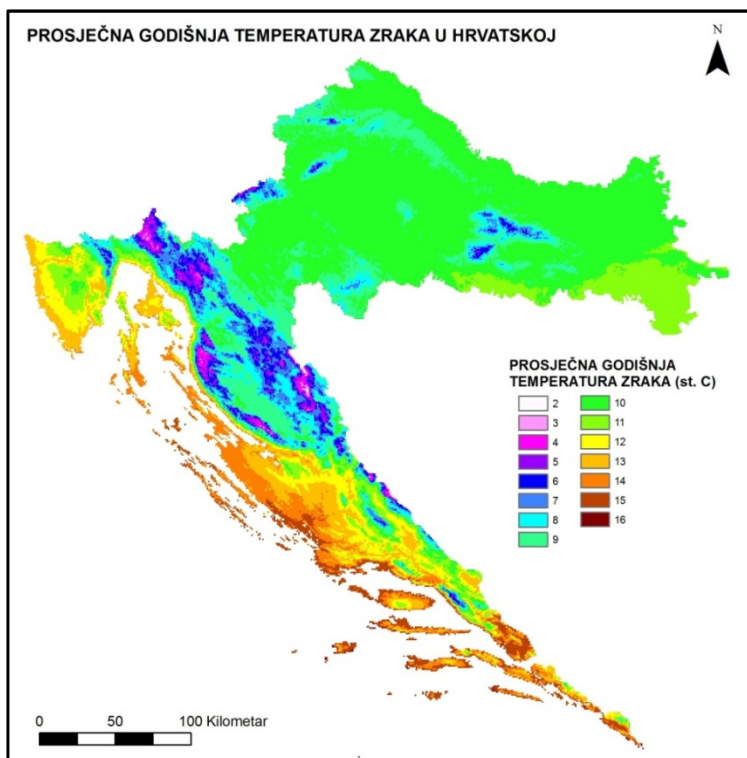 PROSJEČNA GODIŠNJA TEMPERATURA ZRAKA U HRVATSKOJ
N
PROSJEČNA GODIŠNJA
TEMPERATURA ZRAKA (st. C)
2 10
3 11
4 12
5 13
6 14
7 15
8 16
9
0 50 100 Kilometar